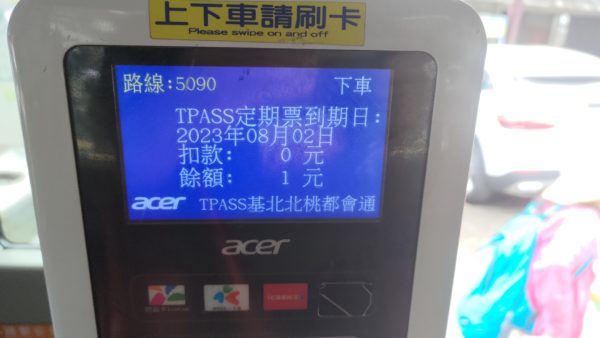 上下車請刷卡
Please swipe on and off
路線:5090 下車
TPASS定期票到期日:
2023年08月02日
扣款: 0 元
餘額: 1 元
acer TPASS基北北桃都會通
acer